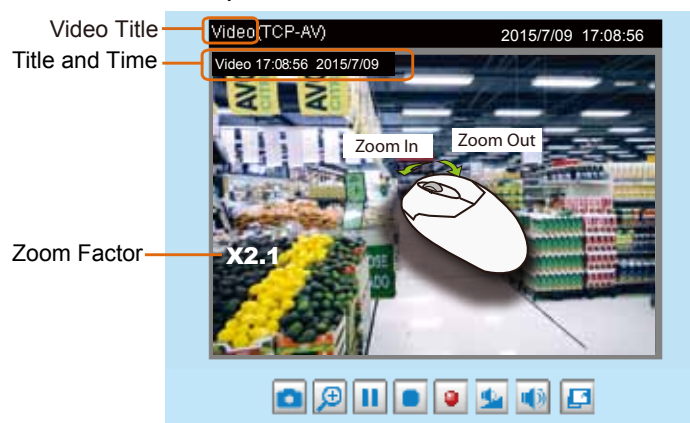 Video Title
Video(TCP-AV) 2015/7/09 17:08:56
Title and Time
Video 17:08:56 2015/7/09
Zoom In
Zoom Out
Zoom Factor
X2.1